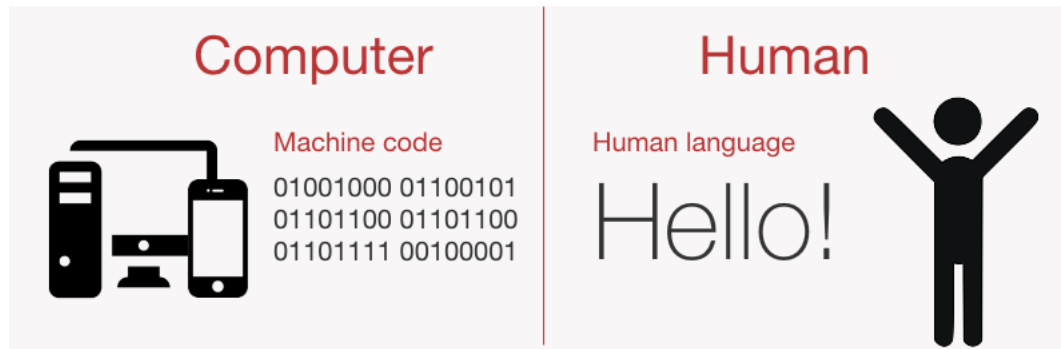 Computer
Machine code
01001000 01100101
01101100 01101100
01101111 00100001
Human
Human language
Hello!